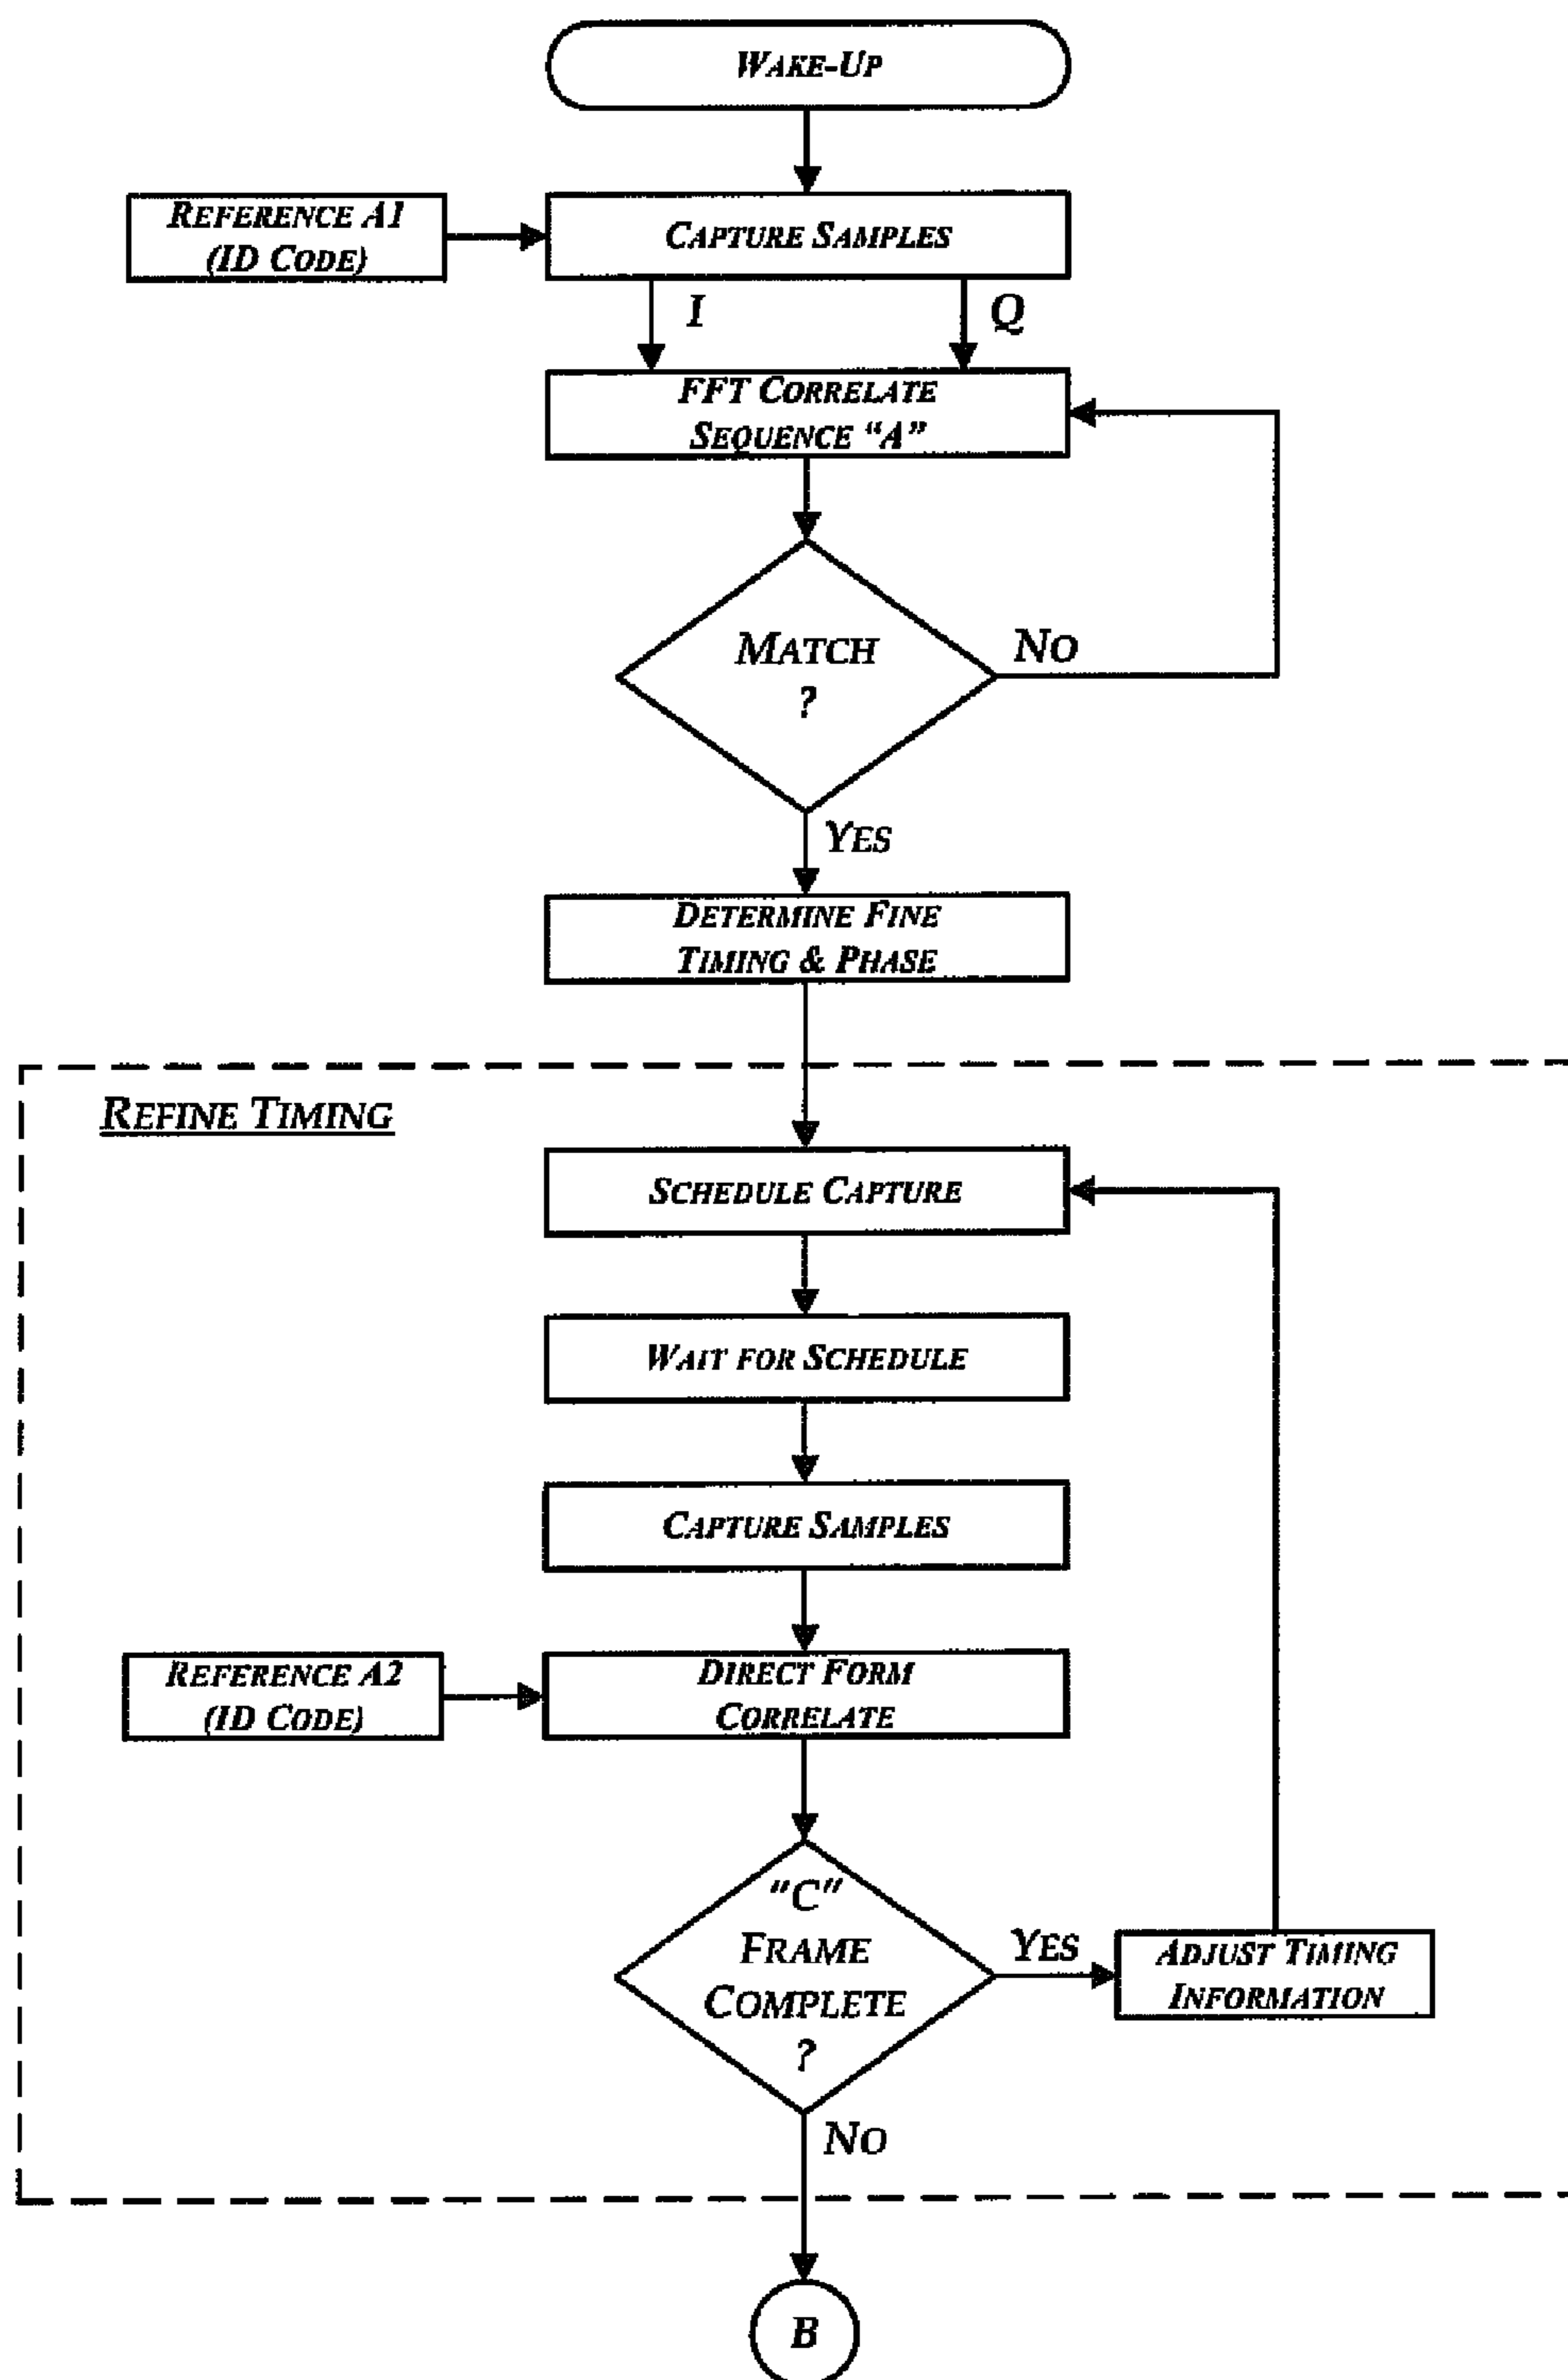 WAKE-UP
REFERENCE A1
(ID CODE)
CAPTURE SAMPLES
I
Q
FFT CORRELATE
SEQUENCE “A”
MATCH
?
NO
YES
DETERMINE FINE
TIMING & PHASE
REFINE TIMING
SCHEDULE CAPTURE
WAIT FOR SCHEDULE
CAPTURE SAMPLES
REFERENCE A2
(ID CODE)
DIRECT FORM
CORRELATE
"C"
FRAME
COMPLETE
?
YES
ADJUST TIMING
INFORMATION
NO
B